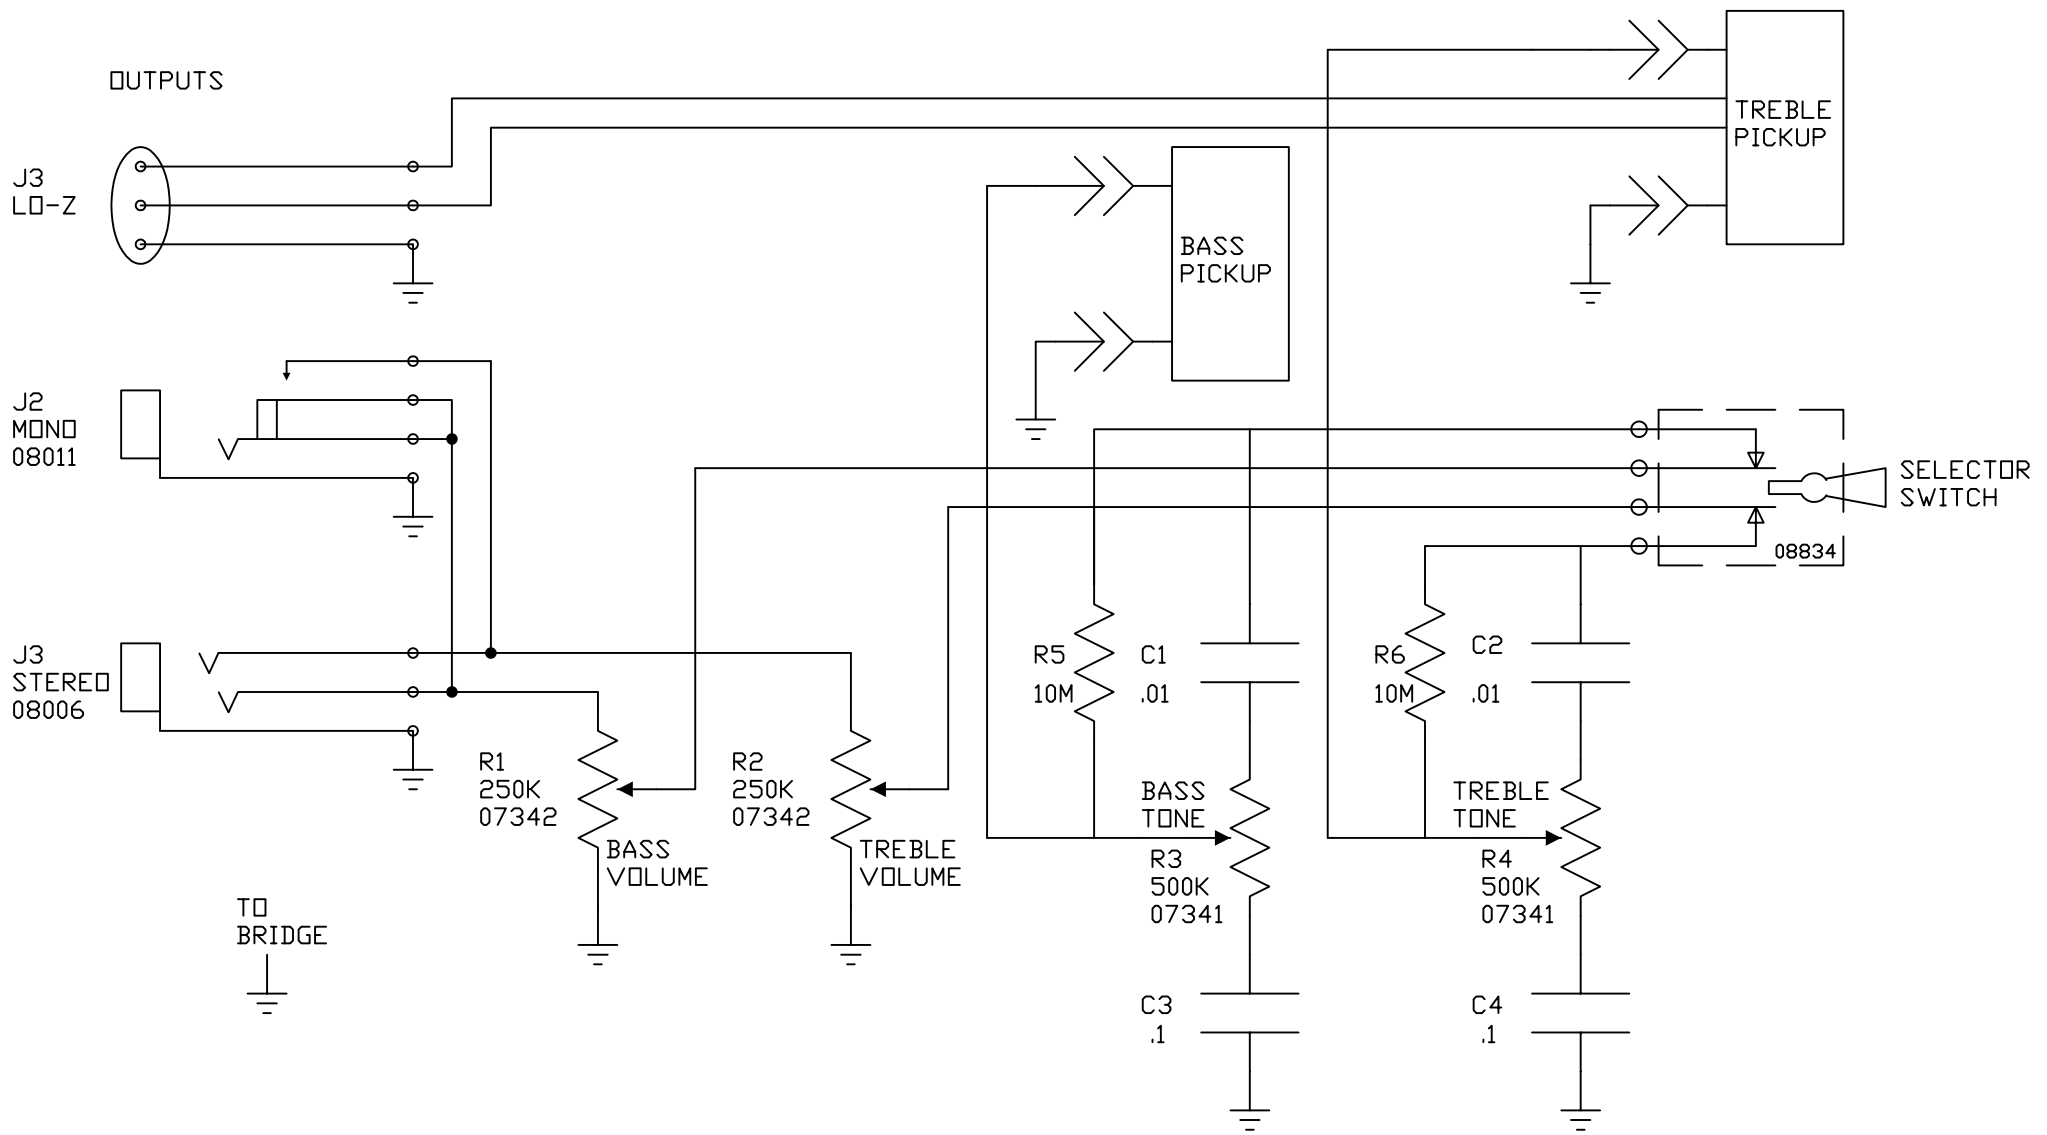 OUTPUTS
J3
LO-Z
TREBLE
PICKUP
BASS
PICKUP
J2
MONO
08011
SELECTOR
SWITCH
08834
J3
STEREO
08006
R5
10M
C1
.01
R6
10M
C2
.01
R1
250K
07342
BASS
VOLUME
R2
250K
07342
TREBLE
VOLUME
BASS
TONE
R3
500K
07341
TREBLE
TONE
R4
500K
07341
TO
BRIDGE
C3
.1
C4
.1